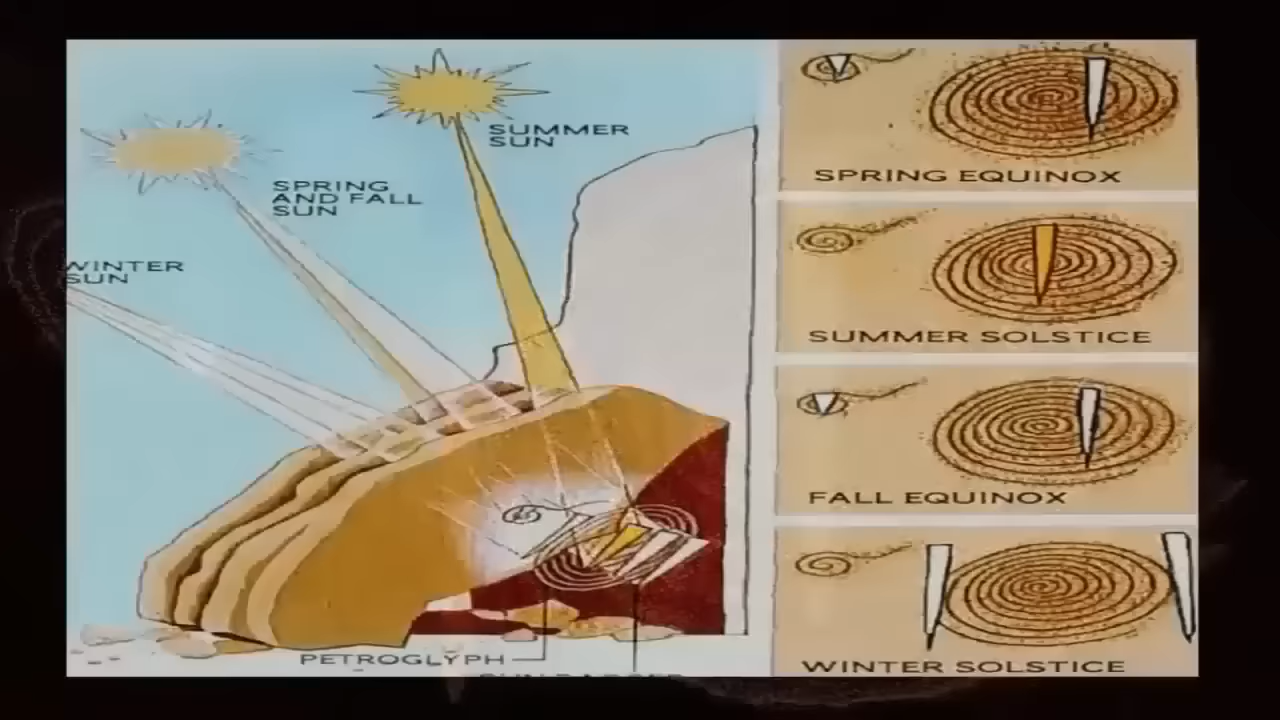 SUMMER
SUN
SPRING
AND FALL
SUN
WINTER
SUN
PETROGLYPH
SPRING EQUINOX
SUMMER SOLSTICE
FALL EQUINOX
WINTER SOLSTICE